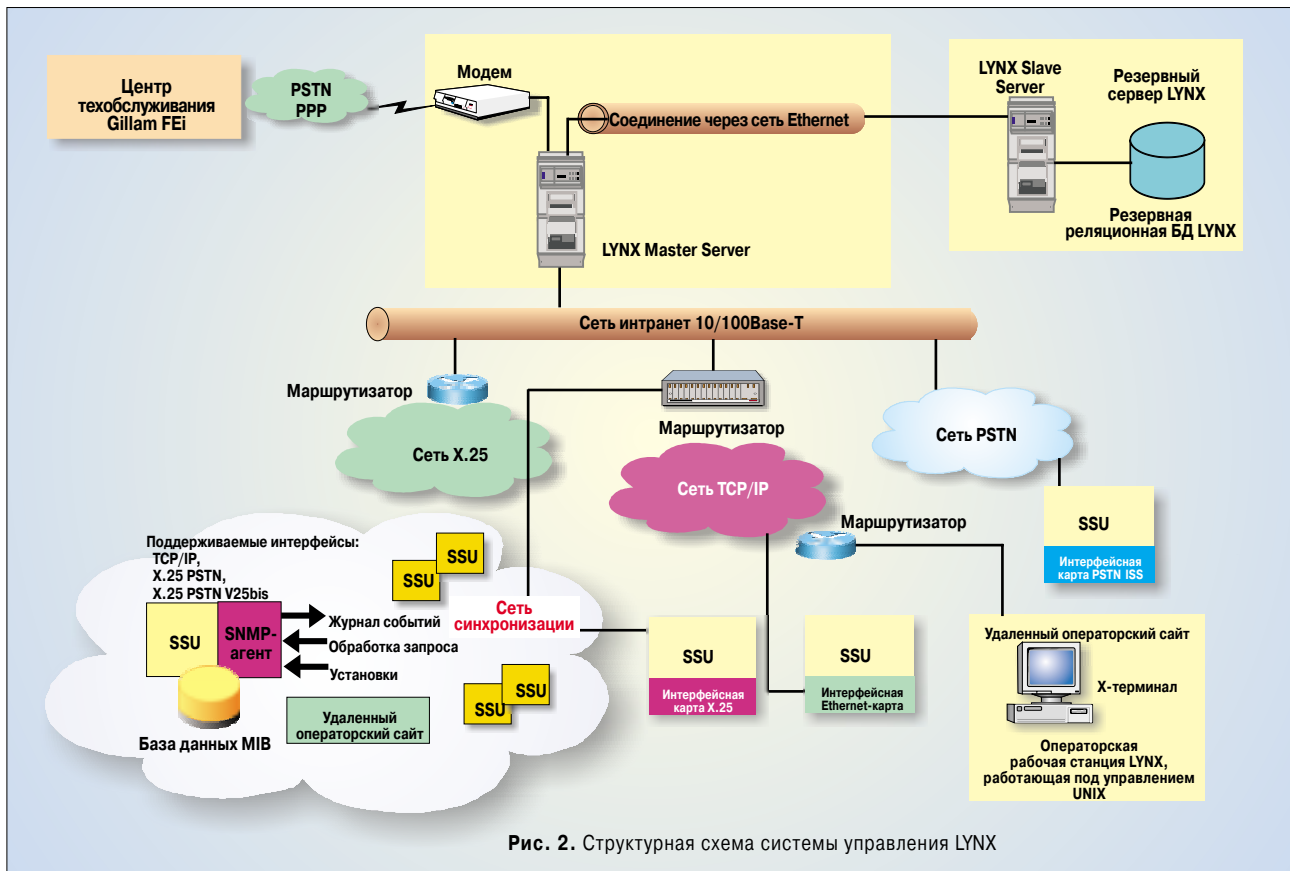 Центр
техобслуживания
Gillam FEi
PSTN
PPP
Модем
Соединение через сеть Ethernet
LYNX Master Server
LYNX Slave
Server
Резервный
сервер LYNX
Резервная
реляционная БД LYNX
Сеть интранет 10/100Base-T
Маршрутизатор
Сеть X.25
Маршрутизатор
Сеть TCP/IP
Сеть PSTN
Маршрутизатор
SSU
Интерфейсная
карта PSTN ISS
Поддерживаемые интерфейсы:
TCP/IP,
X.25 PSTN,
X.25 PSTN V25bis
SSU
SNMP-
агент
Журнал событий
Обработка запроса
Установки
База данных MIB
SSU
SSU
Сеть
синхронизации
SSU
SSU
Удаленный
операторский сайт
SSU
Интерфейсная
карта X.25
SSU
Интерфейсная
Ethernet-карта
Удаленный операторский сайт
X-терминал
Операторская
рабочая станция LYNX,
работающая под управлением
UNIX
Рис. 2. Структурная схема системы управления LYNX